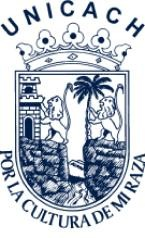 UNICACH
POR LA CULTURA DE MI RAZA